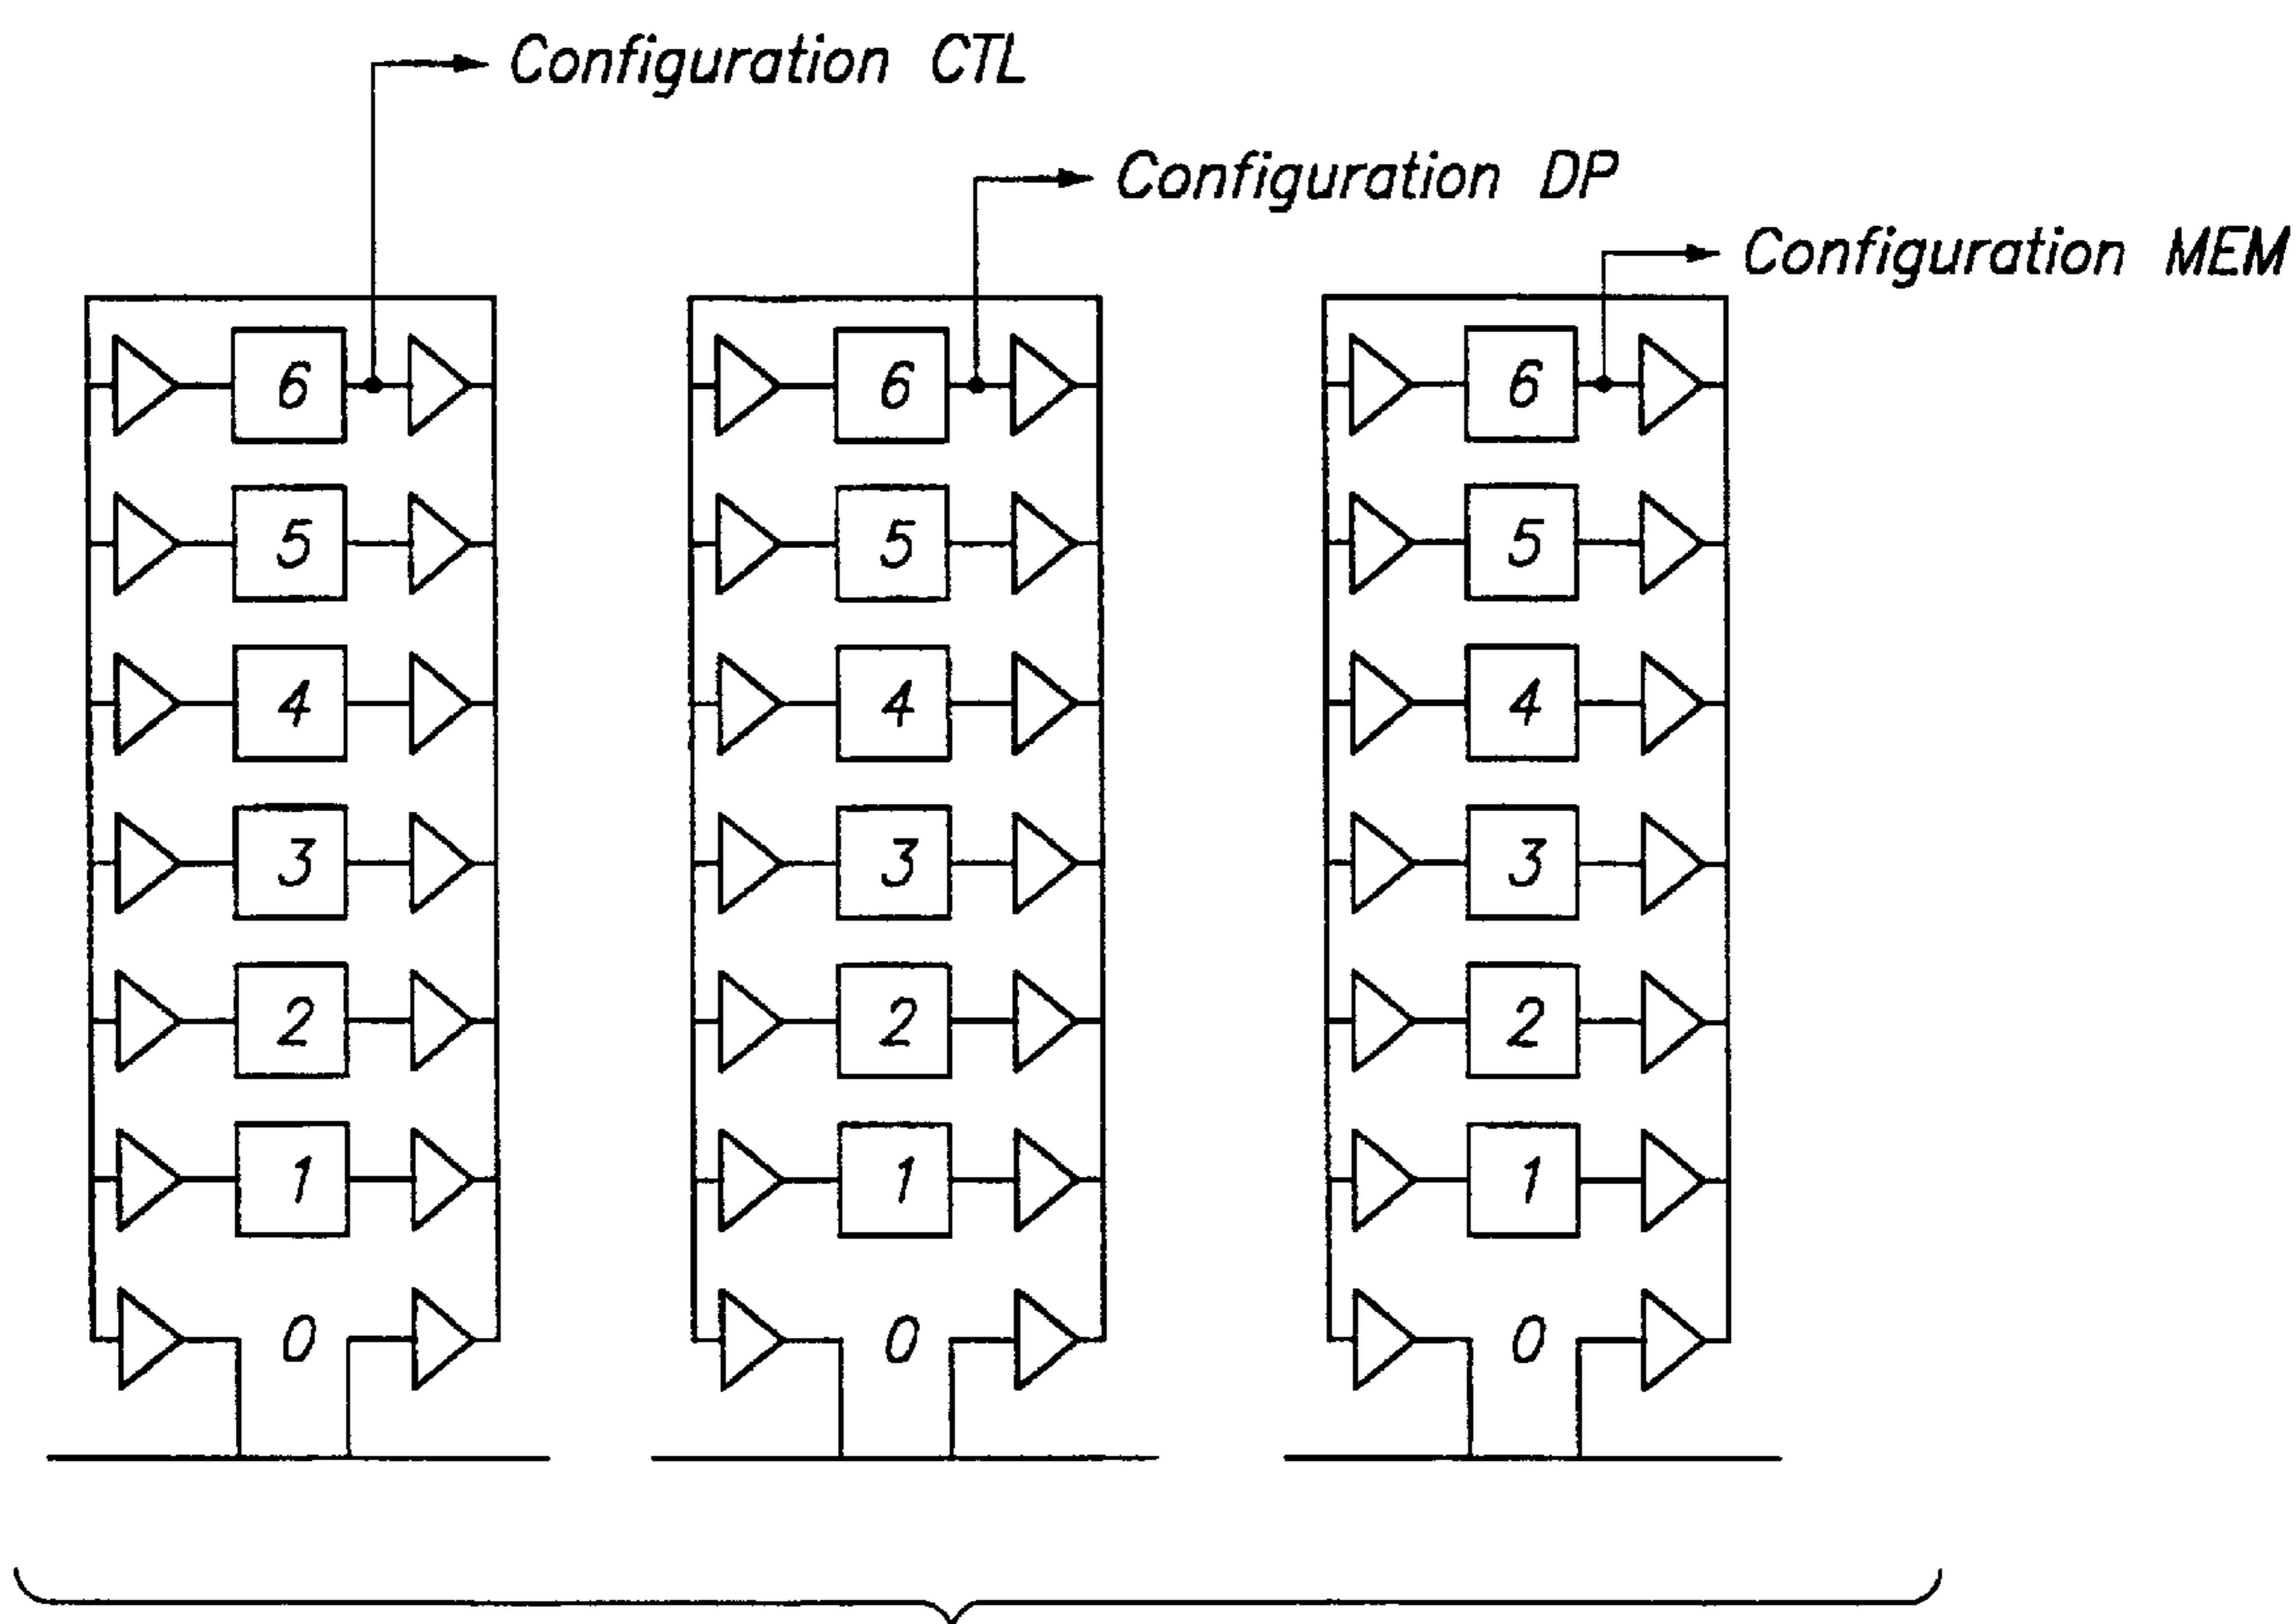 Configuration CTL
Configuration DP
Configuration MEM
6 6 6
5 5 5
4 4 4
3 3 3
2 2 2
1 1 1
0 0 0